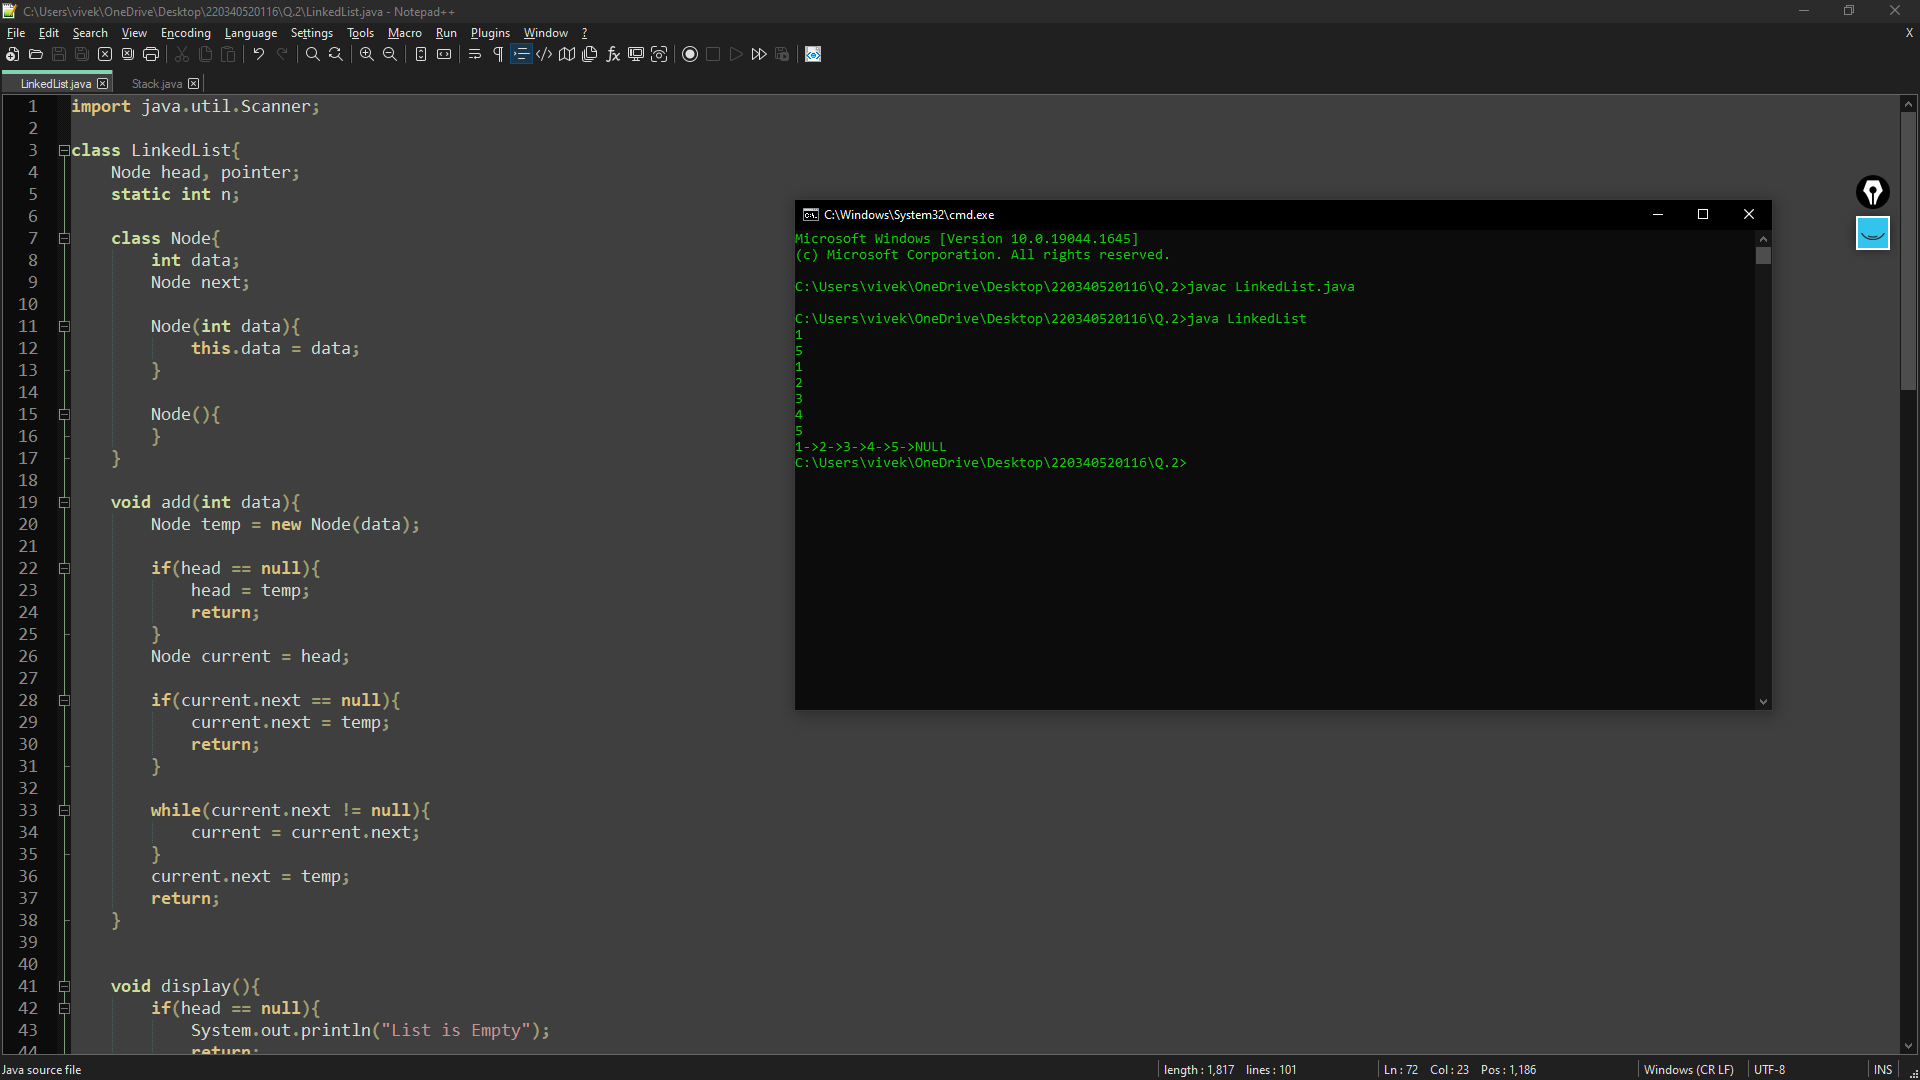 C:\Users\vivek\OneDrive\Desktop\220340520116\Q.2\LinkedList.java - Notepad++
File Edit Search View Encoding Language Settings Tools Macro Run Plugins Window ? X
LinkedList.java Stack.java
1 import java.util.Scanner;
2
3 class LinkedList{
4 Node head, pointer;
5 static int n;
6
7 class Node{
8 int data;
9 Node next;
10
11 Node(int data){
12 this.data = data;
13 }
14
15 Node(){
16 }
17 }
18
19 void add(int data){
20 Node temp = new Node(data);
21
22 if(head == null){
23 head = temp;
24 return;
25 }
26 Node current = head;
27
28 if(current.next == null){
29 current.next = temp;
30 return;
31 }
32
33 while(current.next != null){
34 current = current.next;
35 }
36 current.next = temp;
37 return;
38 }
39
40
41 void display(){
42 if(head == null){
43 System.out.println("List is Empty");
44 return;
C:\Windows\System32\cmd.exe
Microsoft Windows [Version 10.0.19044.1645]
(c) Microsoft Corporation. All rights reserved.
C:\Users\vivek\OneDrive\Desktop\220340520116\Q.2>javac LinkedList.java
C:\Users\vivek\OneDrive\Desktop\220340520116\Q.2>java LinkedList
1
5
1
2
3
4
5
1->2->3->4->5->NULL
C:\Users\vivek\OneDrive\Desktop\220340520116\Q.2>
Java source file length : 1,817 lines : 101 Ln : 72 Col : 23 Pos : 1,186 Windows (CR LF) UTF-8 INS